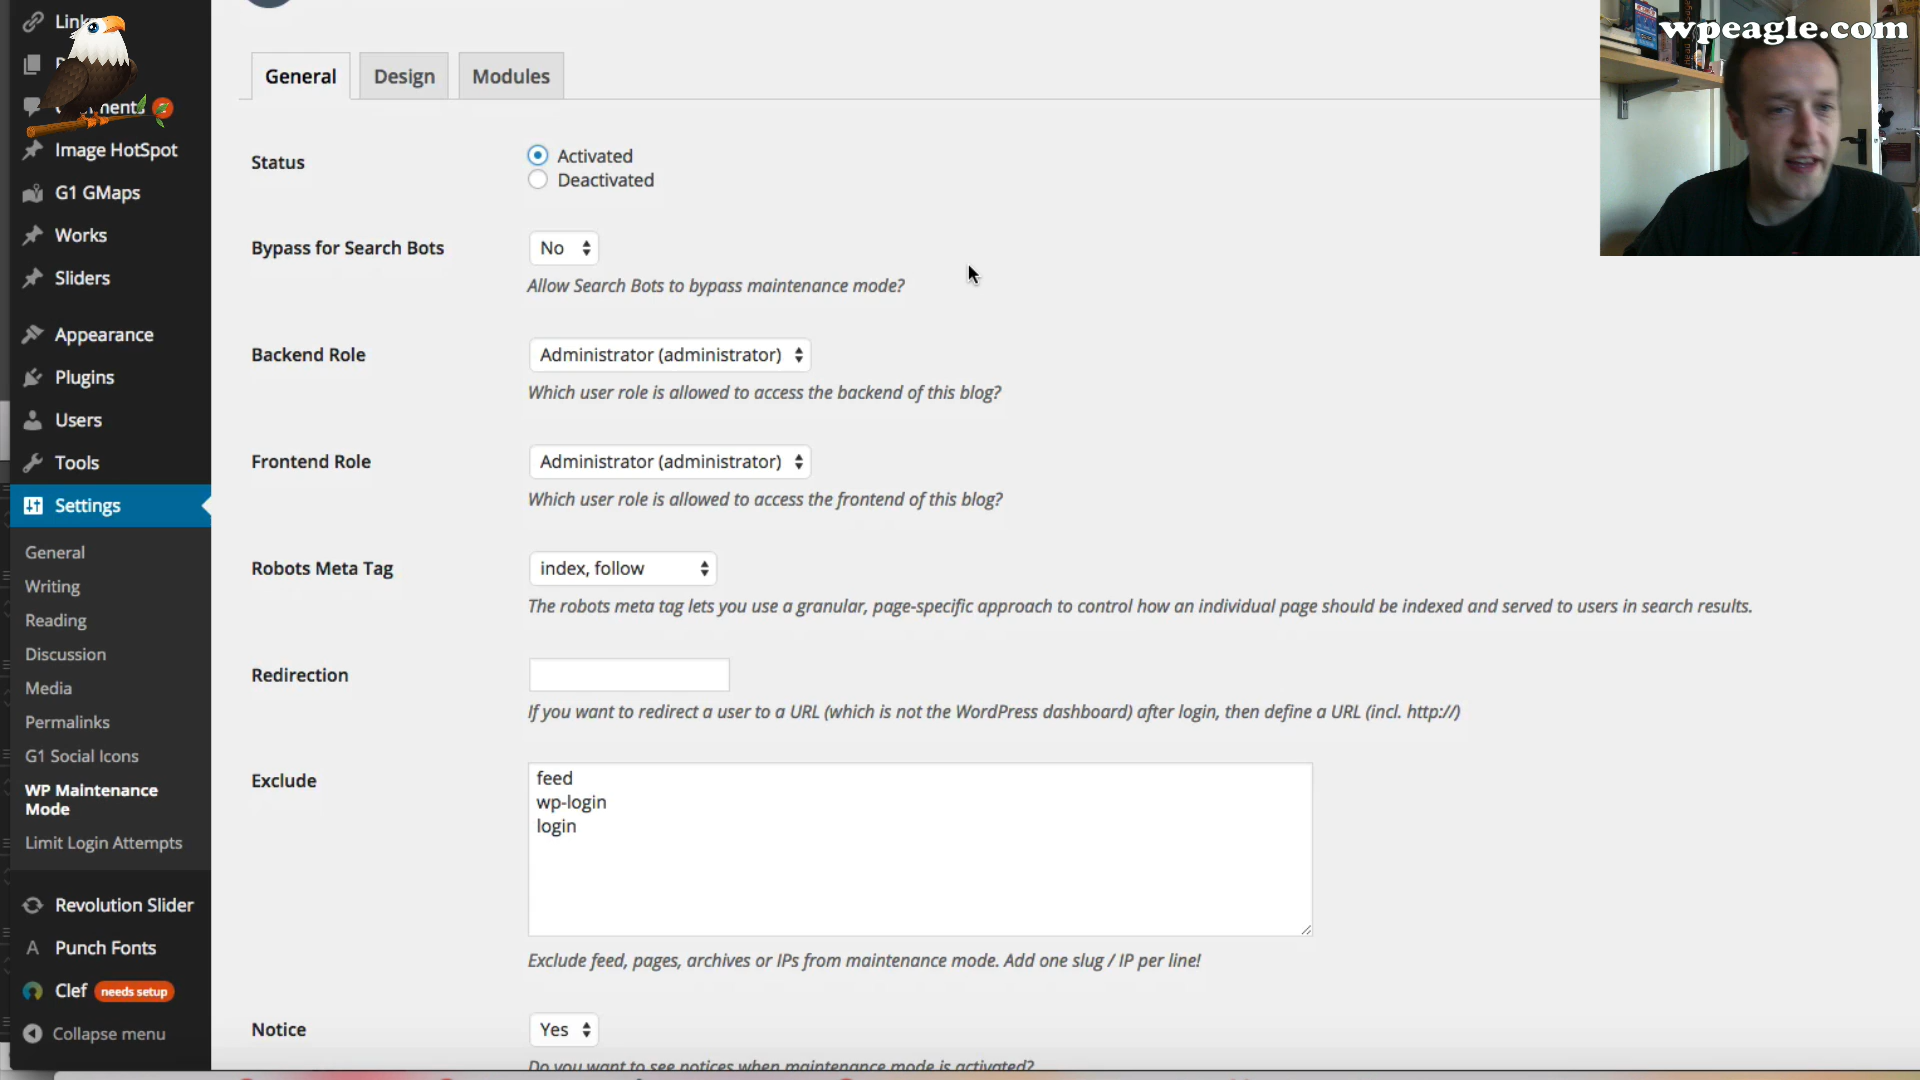 wpeagle.com
Link
General
Design
Modules
Image HotSpot
G1 GMaps
Works
Sliders
Appearance
Plugins
Users
Tools
Settings
General
Writing
Reading
Discussion
Media
Permalinks
G1 Social Icons
WP Maintenance
Mode
Limit Login Attempts
Revolution Slider
Punch Fonts
Clef needs setup
Collapse menu
Status
Activated
Deactivated
Bypass for Search Bots
No
Allow Search Bots to bypass maintenance mode?
Backend Role
Administrator (administrator)
Which user role is allowed to access the backend of this blog?
Frontend Role
Administrator (administrator)
Which user role is allowed to access the frontend of this blog?
Robots Meta Tag
index, follow
The robots meta tag lets you use a granular, page-specific approach to control how an individual page should be indexed and served to users in search results.
Redirection
If you want to redirect a user to a URL (which is not the WordPress dashboard) after login, then define a URL (incl. http://)
Exclude
feed
wp-login
login
Exclude feed, pages, archives or IPs from maintenance mode. Add one slug / IP per line!
Notice
Yes
Do you want to see notices when maintenance mode is activated?